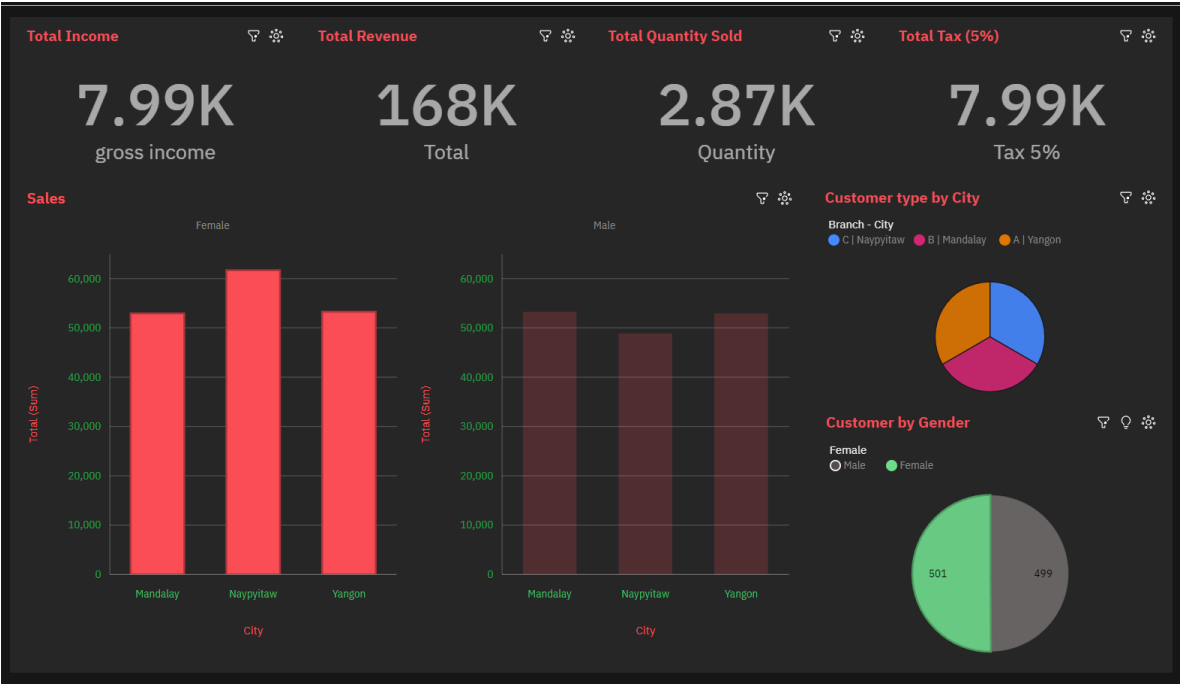 Total Income
Total Revenue
Total Quantity Sold
Total Tax (5%)
7.99K
gross income
168K
Total
2.87K
Quantity
7.99K
Tax 5%
Sales
Female
Total (Sum)
60,000
50,000
40,000
30,000
20,000
10,000
0
Mandalay
Naypyitaw
Yangon
City
Male
Total (Sum)
60,000
50,000
40,000
30,000
20,000
10,000
0
Mandalay
Naypyitaw
Yangon
City
Customer type by City
Branch - City
C | Naypyitaw
B | Mandalay
A | Yangon
Customer by Gender
Female
Male
Female
501
499